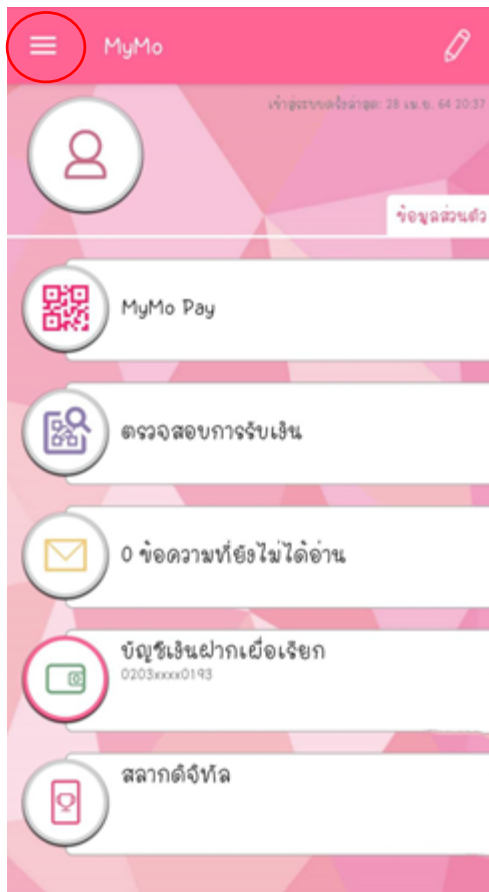 MyMo
เข้าสู่ระบบครั้งล่าสุด: 28 เม.ย. 64 20:37
ข้อมูลส่วนตัว
MyMo Pay
ตรวจสอบการรับเงิน
0 ข้อความที่ยังไม่ได้อ่าน
บัญชีเงินฝากเผื่อเรียก
0203xxxx0193
สลากดิจิทัล